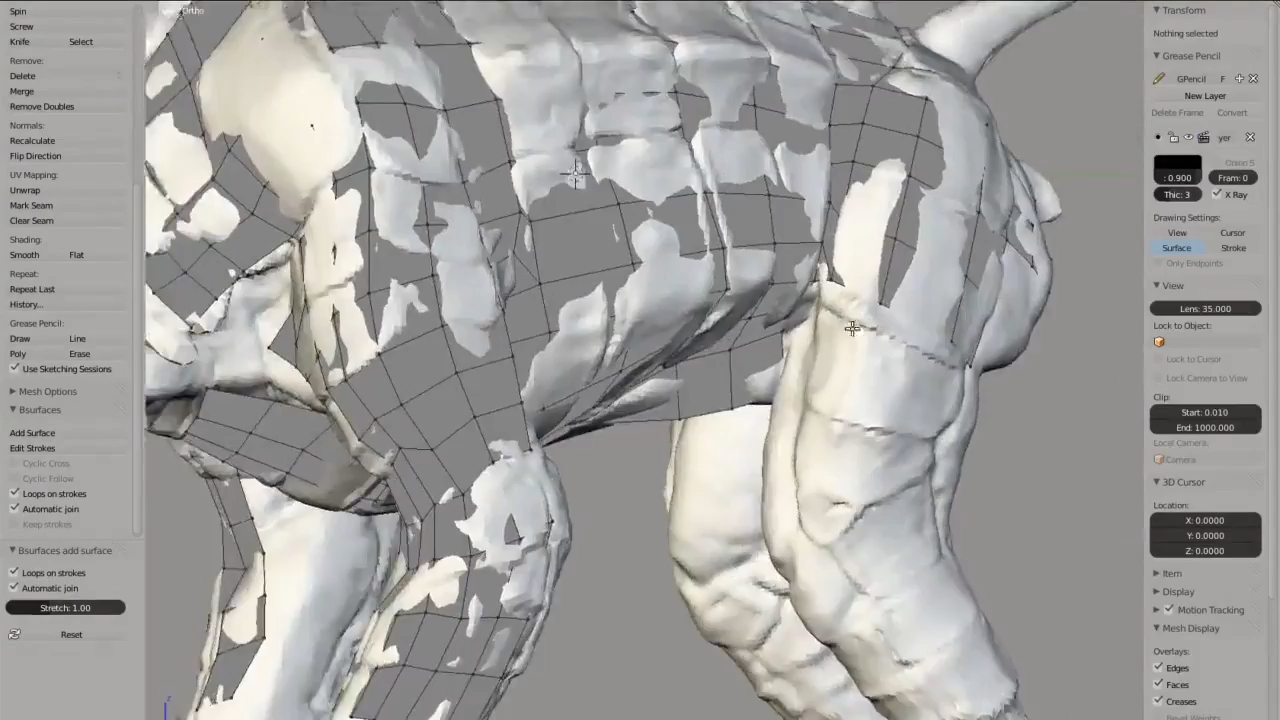 Spin
Screw
Knife Select
Remove:
Delete
Merge
Remove Doubles
Normals:
Recalculate
Flip Direction
UV Mapping:
Unwrap
Mark Seam
Clear Seam
Shading:
Smooth Flat
Repeat:
Repeat Last
History...
Grease Pencil:
Draw Line
Poly Erase
Use Sketching Sessions
Mesh Options
Bsurfaces
Add Surface
Edit Strokes
Cyclic Cross
Cyclic Follow
Loops on strokes
Automatic join
Keep strokes
Bsurfaces add surface
Loops on strokes
Automatic join
Stretch: 1.00
Reset
Ortho
z
Transform
Nothing selected
Grease Pencil
GPencil F
New Layer
Delete Frame Convert
yer
: 0.900 Fram: 0
Thic: 3 X Ray
Drawing Settings:
View Cursor
Surface Stroke
Only Endpoints
View
Lens: 35.000
Lock to Object:
Lock to Cursor
Lock Camera to View
Clip:
Start: 0.010
End: 1000.000
Local Camera:
Camera
3D Cursor
Location:
X: 0.0000
Y: 0.0000
Z: 0.0000
Item
Display
Motion Tracking
Mesh Display
Overlays:
Edges
Faces
Creases